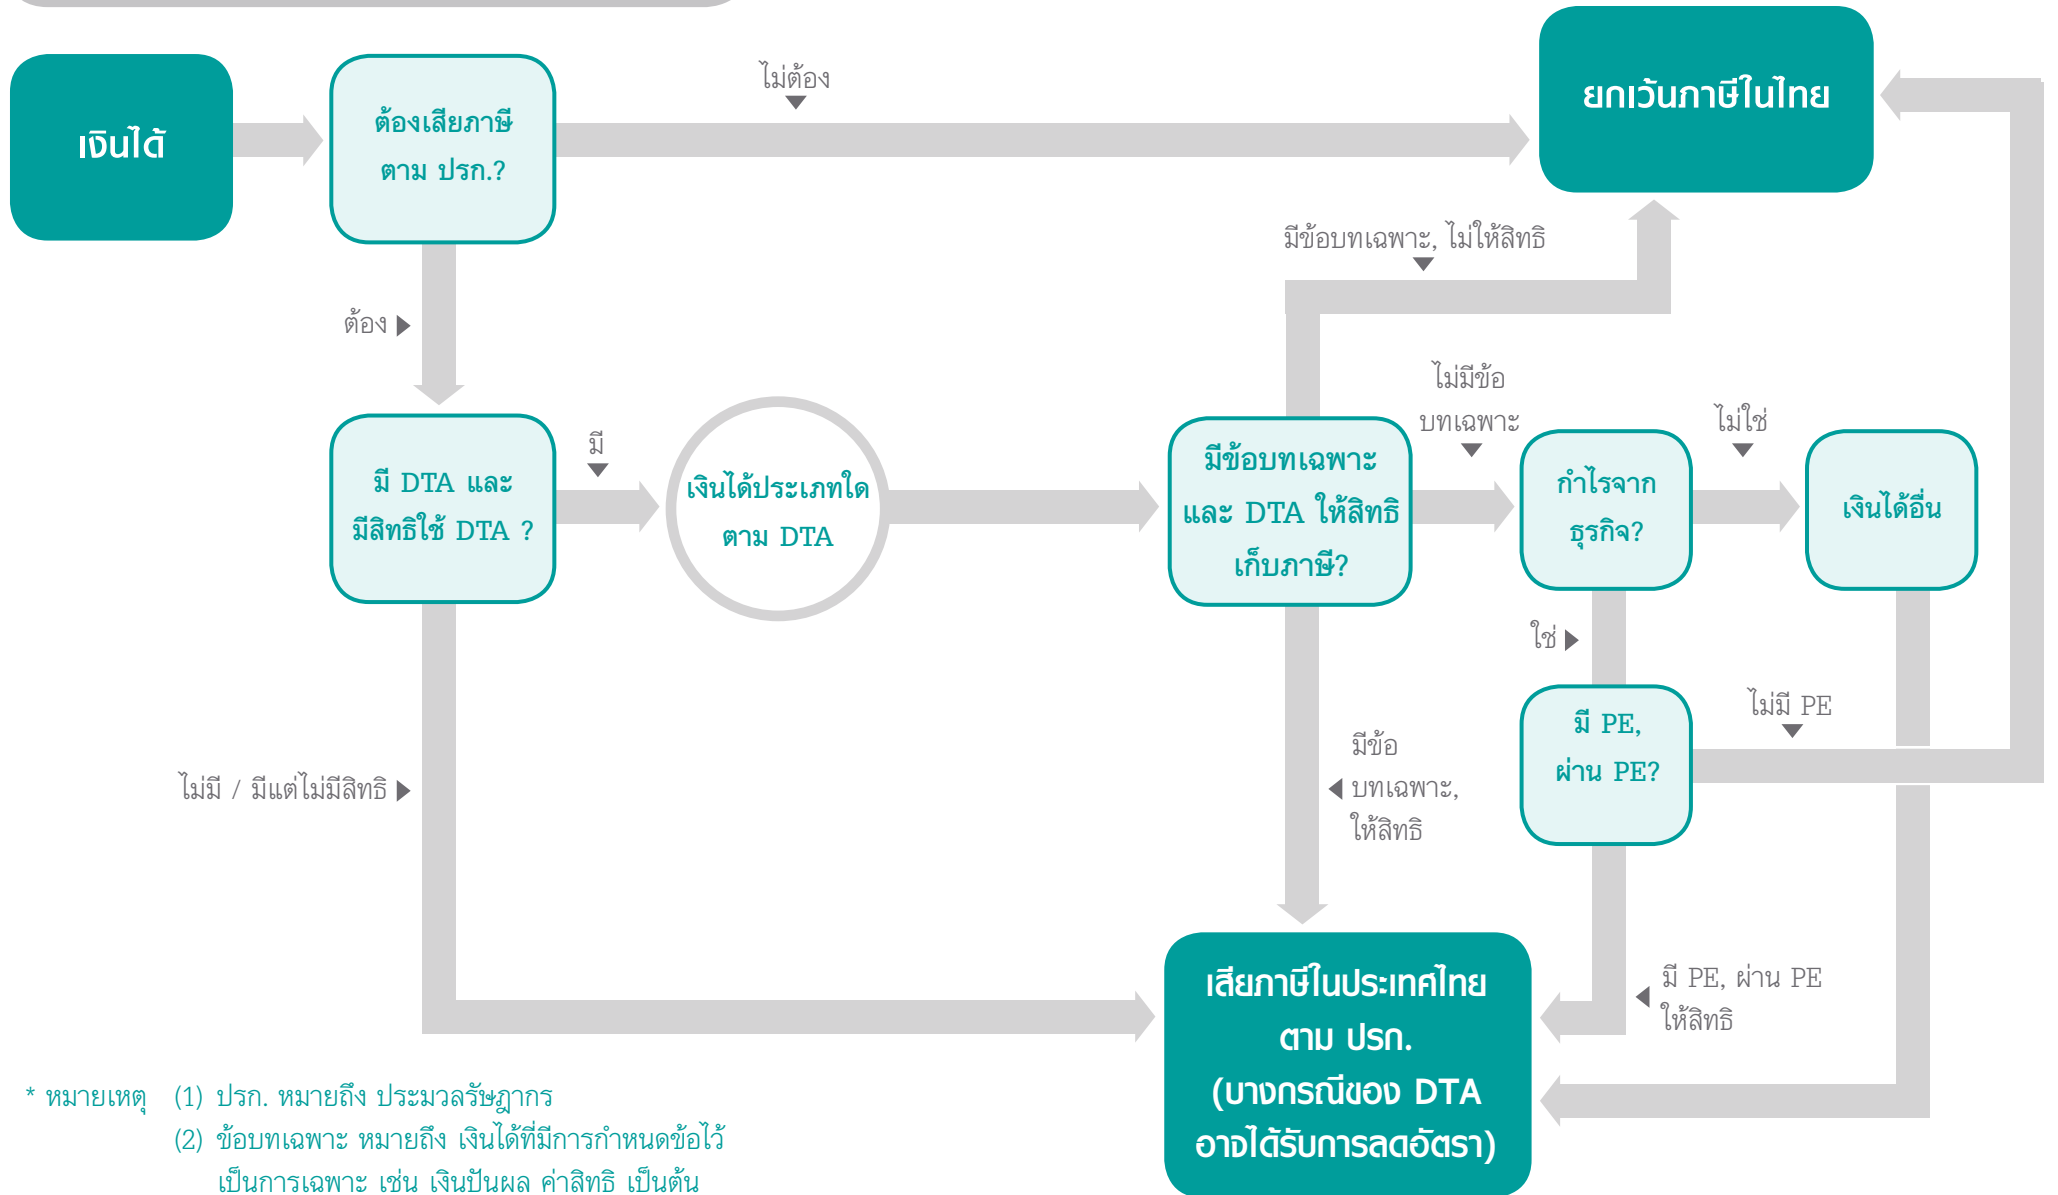 เงินได้
ต้องเสียภาษี
ตาม ปรก.?
ไม่ต้อง
ยกเว้นภาษีในไทย
มีข้อบทเฉพาะ, ไม่ให้สิทธิ
ต้อง
มี DTA และ
มีสิทธิใช้ DTA ?
มี
เงินได้ประเภทใด
ตาม DTA
มีข้อบทเฉพาะ
และ DTA ให้สิทธิ
เก็บภาษี?
ไม่มีข้อ
บทเฉพาะ
กำไรจาก
ธุรกิจ?
ไม่ใช่
เงินได้อื่น
ใช่
มี PE,
ผ่าน PE?
ไม่มี PE
ไม่มี / มีแต่ไม่มีสิทธิ
มีข้อ
บทเฉพาะ,
ให้สิทธิ
มี PE, ผ่าน PE
ให้สิทธิ
เสียภาษีในประเทศไทย
ตาม ปรก.
(บางกรณีของ DTA
อาจได้รับการลดอัตรา)
* หมายเหตุ (1) ปรก. หมายถึง ประมวลรัษฎากร
(2) ข้อบทเฉพาะ หมายถึง เงินได้ที่มีการกำหนดข้อไว้
เป็นการเฉพาะ เช่น เงินปันผล ค่าสิทธิ เป็นต้น